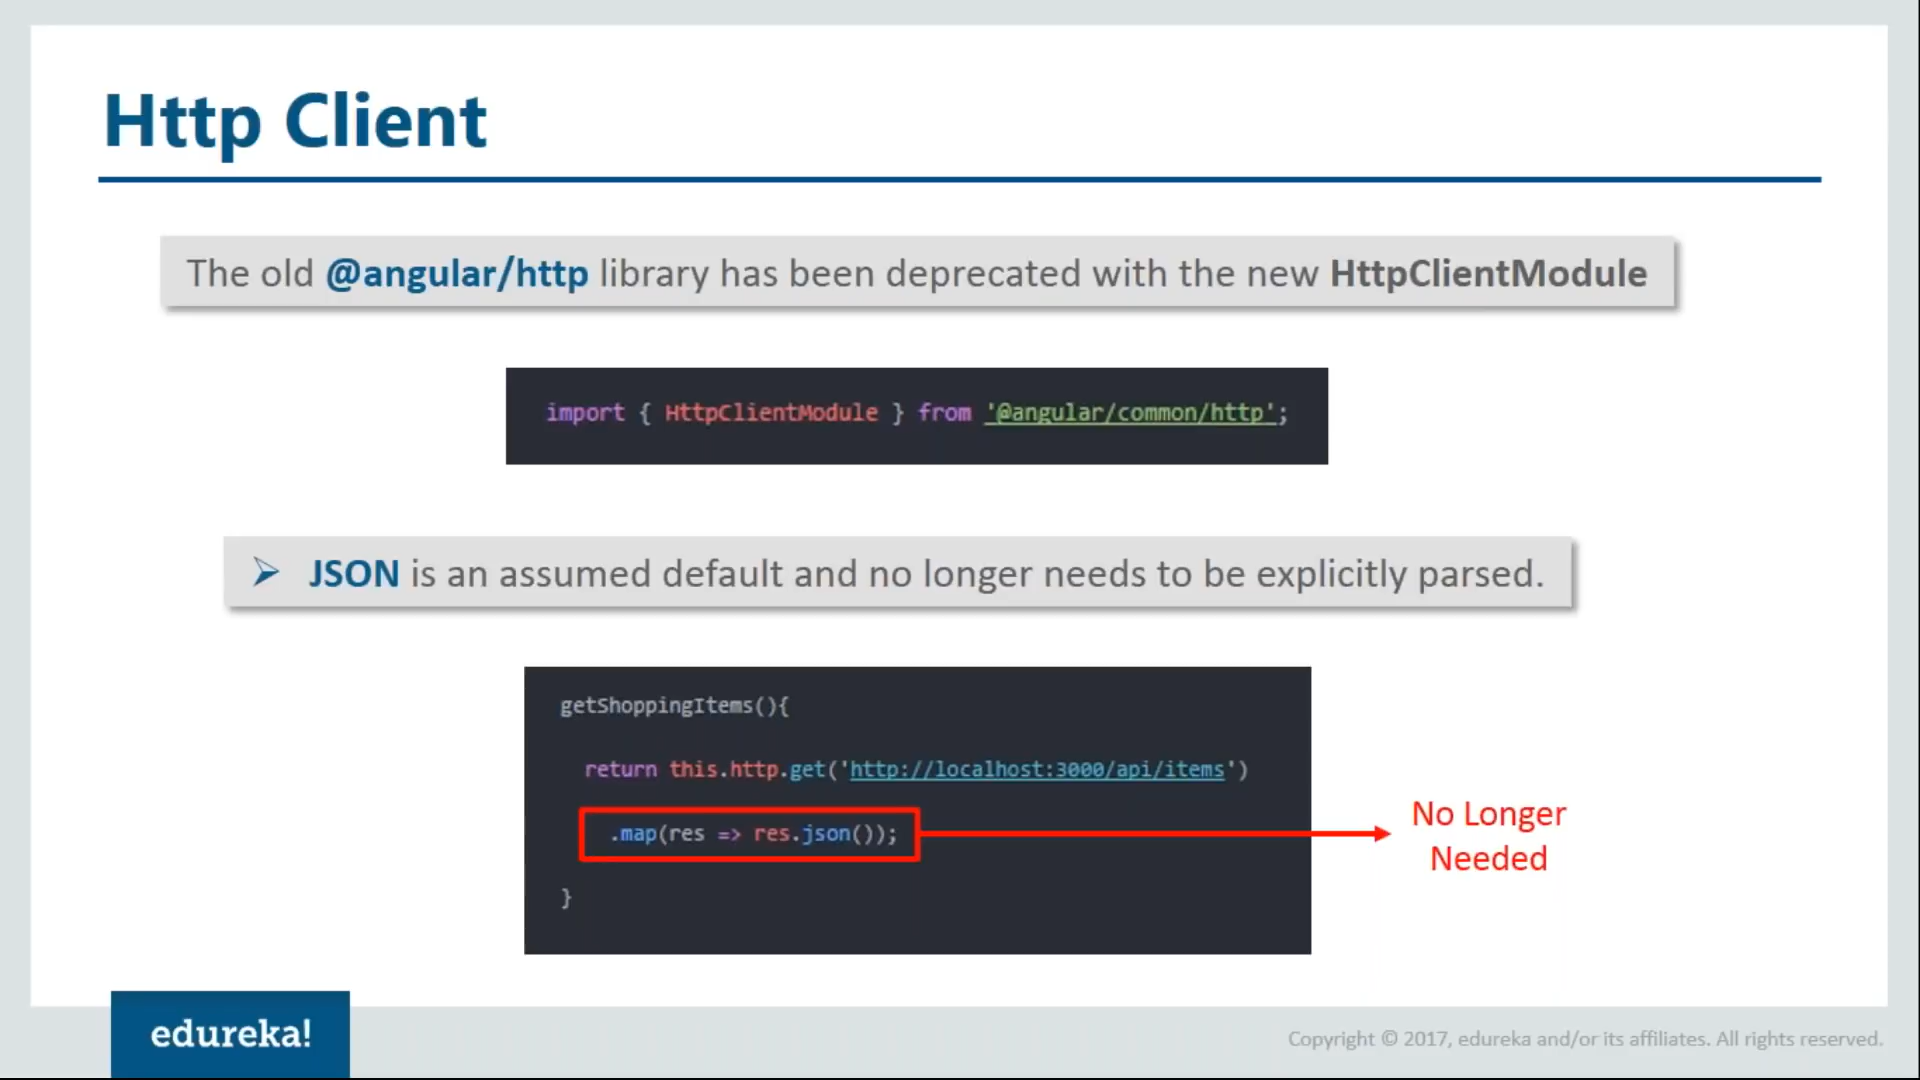 Http Client
The old @angular/http library has been deprecated with the new HttpClientModule
import { HttpClientModule } from '@angular/common/http';
➢ JSON is an assumed default and no longer needs to be explicitly parsed.
getShoppingItems(){
return this.http.get('http://localhost:3000/api/items')
.map(res => res.json());
}
No Longer
Needed
edureka!
Copyright © 2017, edureka and/or its affiliates. All rights reserved.